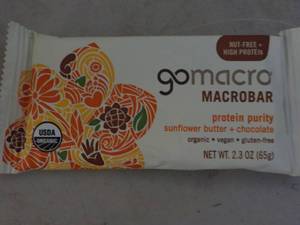 NUT-FREE +
HIGH PROTEIN
gomacro
MACROBAR
protein purity
sunflower butter + chocolate
organic • vegan • gluten-free
NET WT. 2.3 OZ (65g)
USDA
ORGANIC